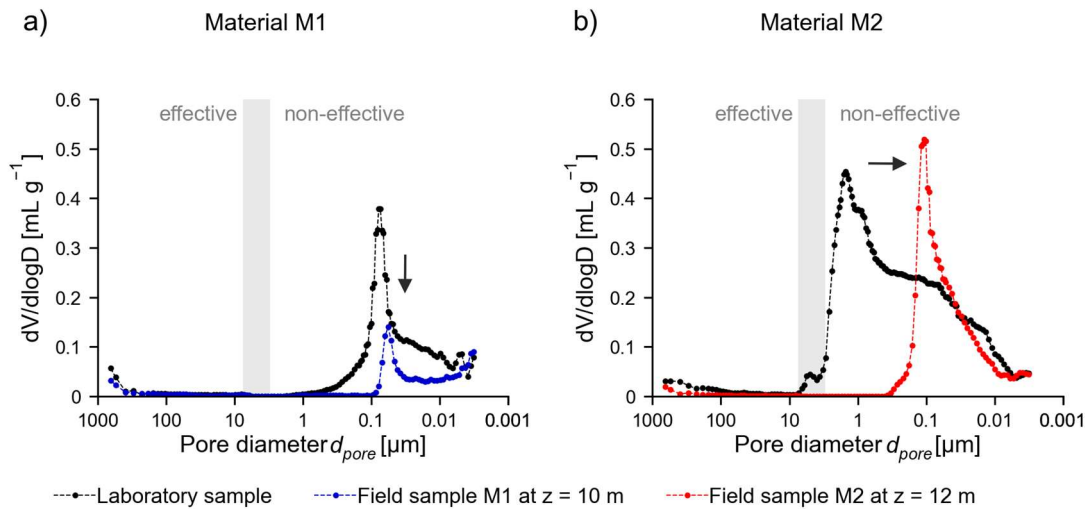 a) Material M1
effective non-effective
0.6
0.5
0.4
0.3
0.2
0.1
0
dV/dlogD [mL g⁻¹]
1000 100 10 1 0.1 0.01 0.001
Pore diameter d_pore [µm]
b) Material M2
effective non-effective
0.6
0.5
0.4
0.3
0.2
0.1
0
dV/dlogD [mL g⁻¹]
1000 100 10 1 0.1 0.01 0.001
Pore diameter d_pore [µm]
Laboratory sample Field sample M1 at z = 10 m Field sample M2 at z = 12 m